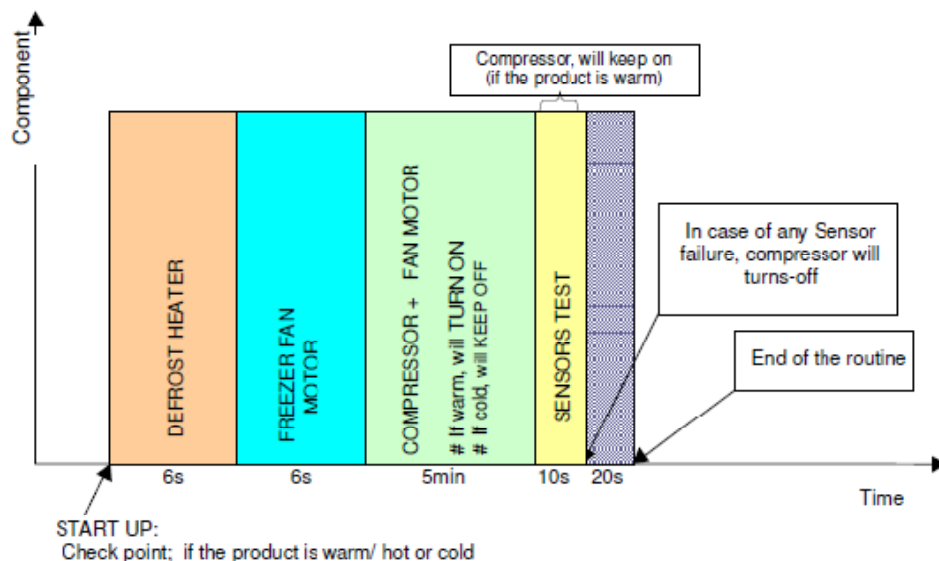 Component
Compressor, will keep on
(if the product is warm)
DEFROST HEATER
FREEZER FAN
MOTOR
COMPRESSOR + FAN MOTOR
# If warm, will TURN ON
# If cold, will KEEP OFF
SENSORS TEST
In case of any Sensor
failure, compressor will
turns-off
End of the routine
6s
6s
5min
10s
20s
Time
START UP:
Check point; if the product is warm/ hot or cold